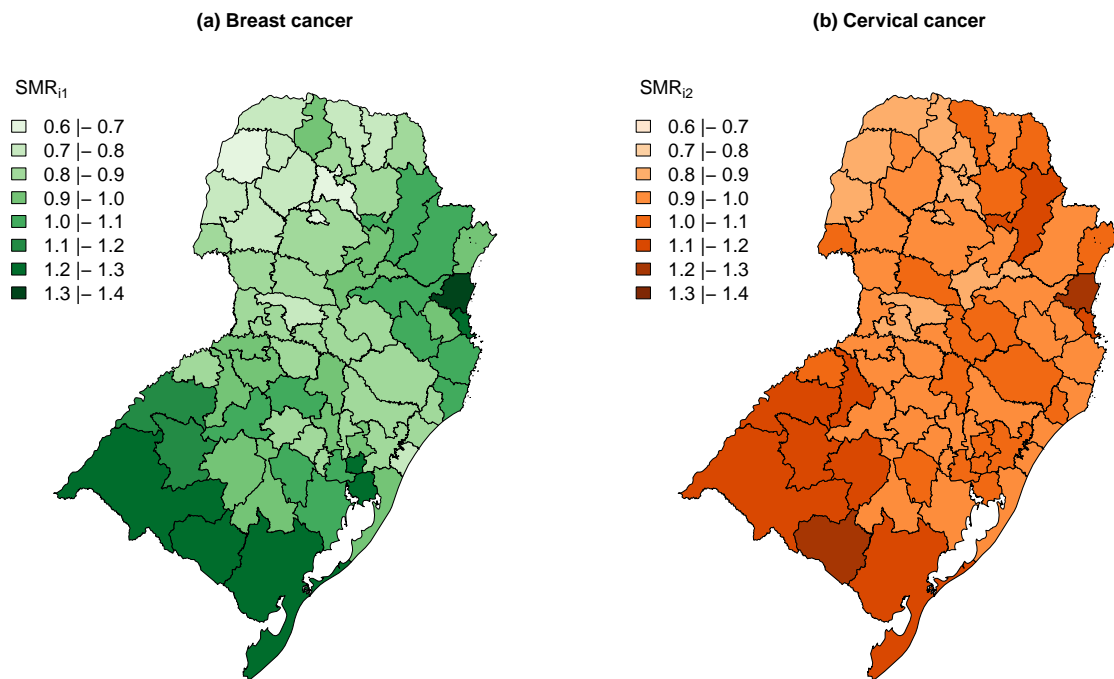 (a) Breast cancer
SMRi1
0.6 |− 0.7
0.7 |− 0.8
0.8 |− 0.9
0.9 |− 1.0
1.0 |− 1.1
1.1 |− 1.2
1.2 |− 1.3
1.3 |− 1.4
(b) Cervical cancer
SMRi2
0.6 |− 0.7
0.7 |− 0.8
0.8 |− 0.9
0.9 |− 1.0
1.0 |− 1.1
1.1 |− 1.2
1.2 |− 1.3
1.3 |− 1.4